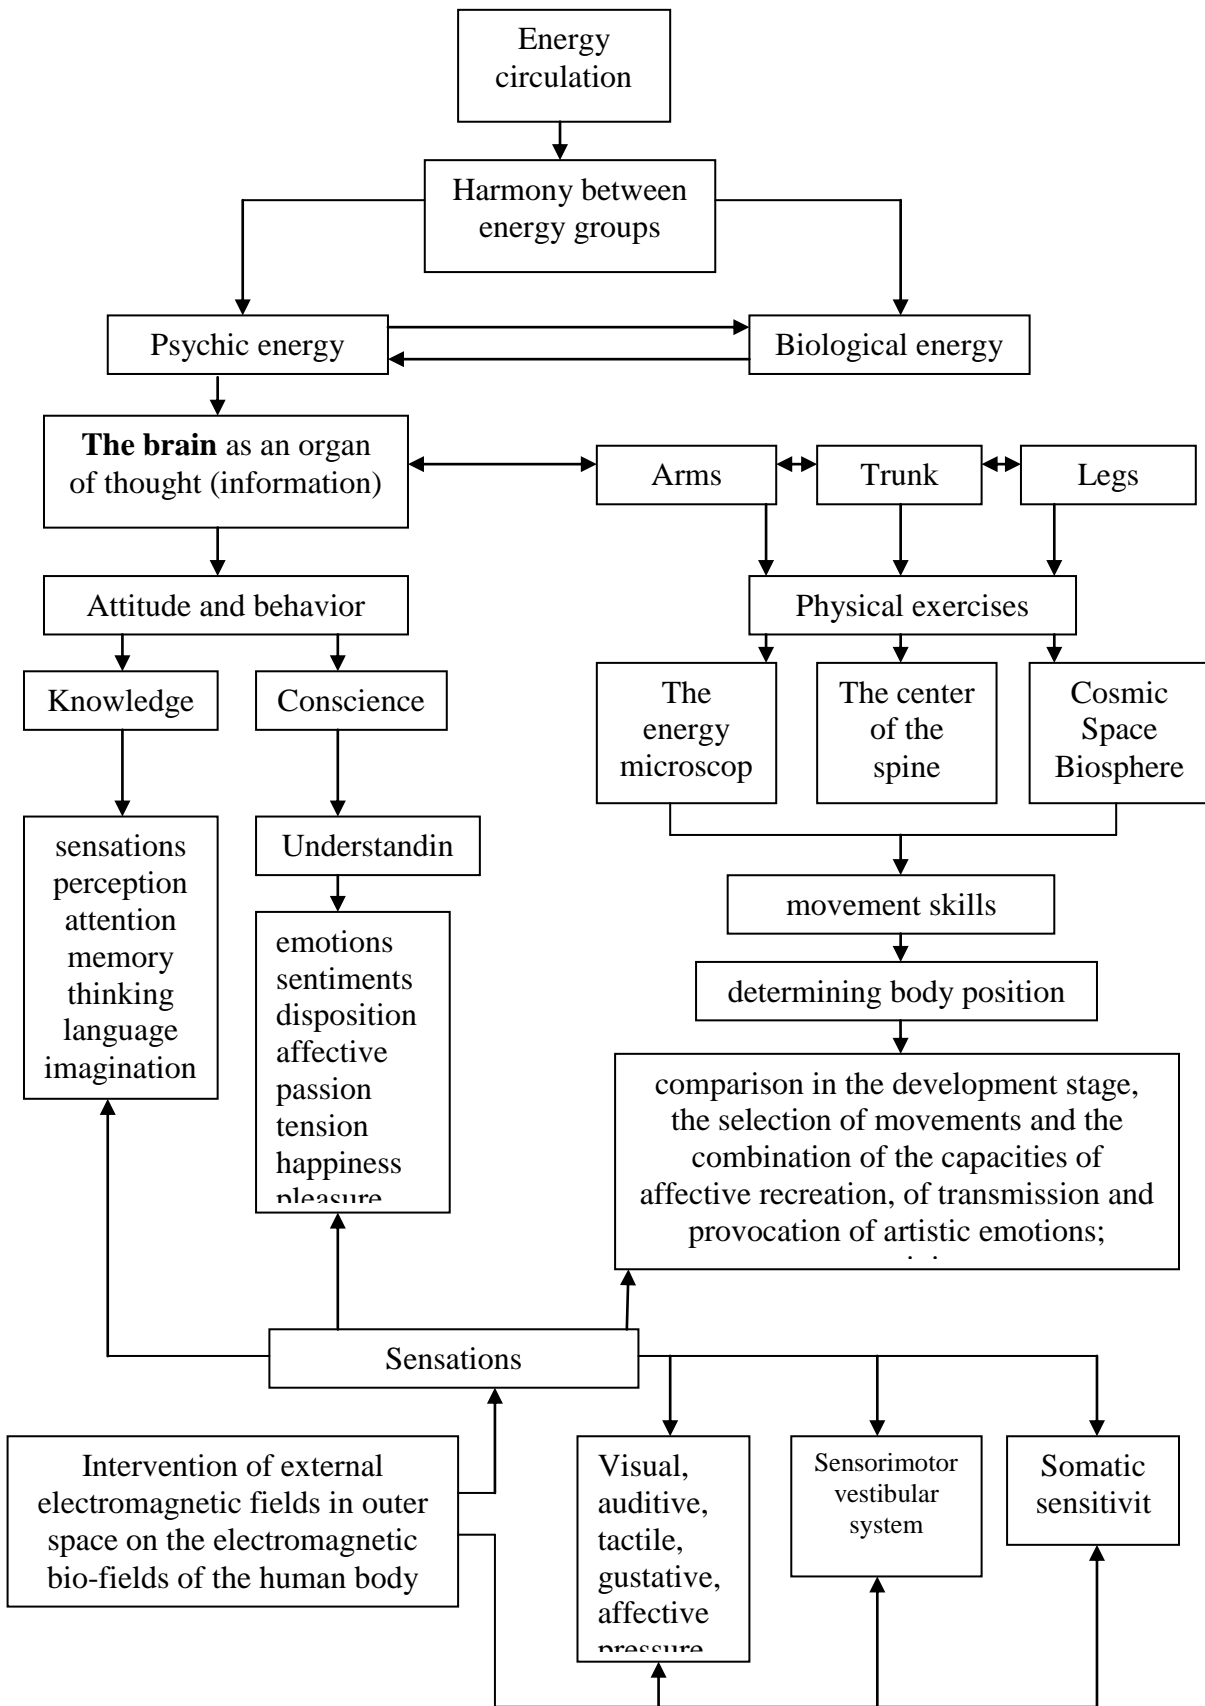 Energy
circulation
Harmony between
energy groups
Psychic energy
Biological energy
The brain as an organ
of thought (information)
Arms
Trunk
Legs
Attitude and behavior
Physical exercises
Knowledge
Conscience
The
energy
microscop
The center
of the
spine
Cosmic
Space
Biosphere
sensations
perception
attention
memory
thinking
language
imagination
Understandin
emotions
sentiments
disposition
affective
passion
tension
happiness
pleasure
movement skills
determining body position
comparison in the development stage,
the selection of movements and the
combination of the capacities of
affective recreation, of transmission and
provocation of artistic emotions;
Sensations
Intervention of external
electromagnetic fields in outer
space on the electromagnetic
bio-fields of the human body
Visual,
auditive,
tactile,
gustative,
affective
pressure
Sensorimotor
vestibular
system
Somatic
sensitivit